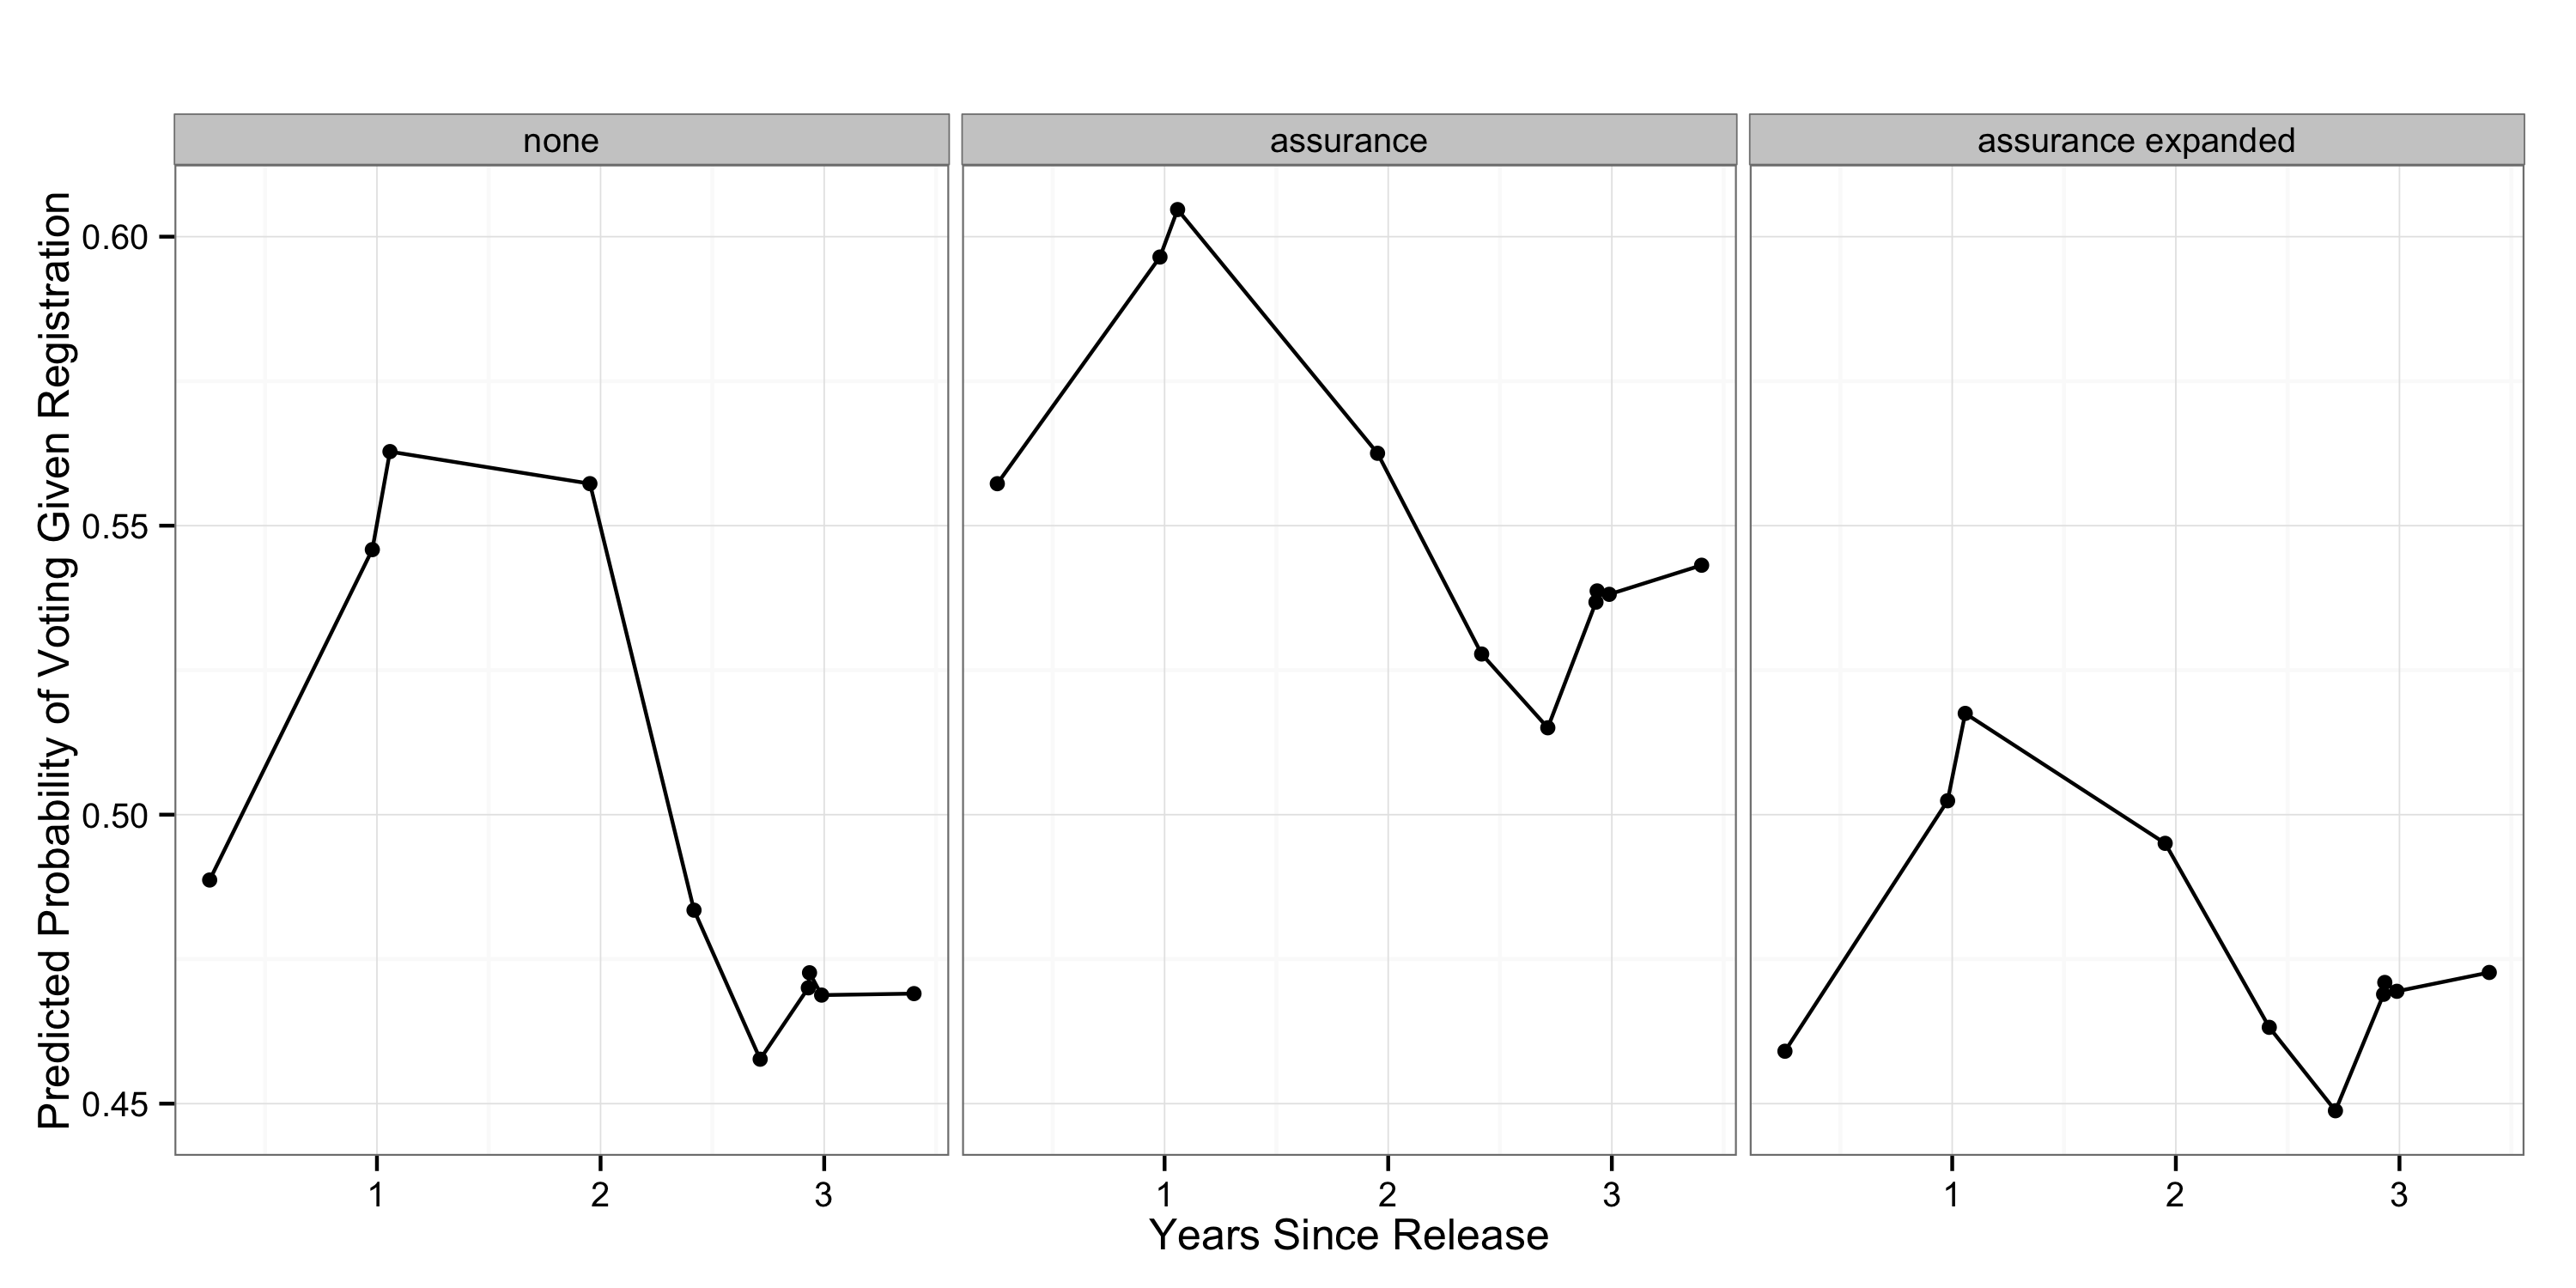 none
assurance
assurance expanded
Predicted Probability of Voting Given Registration
0.60
0.55
0.50
0.45
1 2 3
1 2 3
1 2 3
Years Since Release